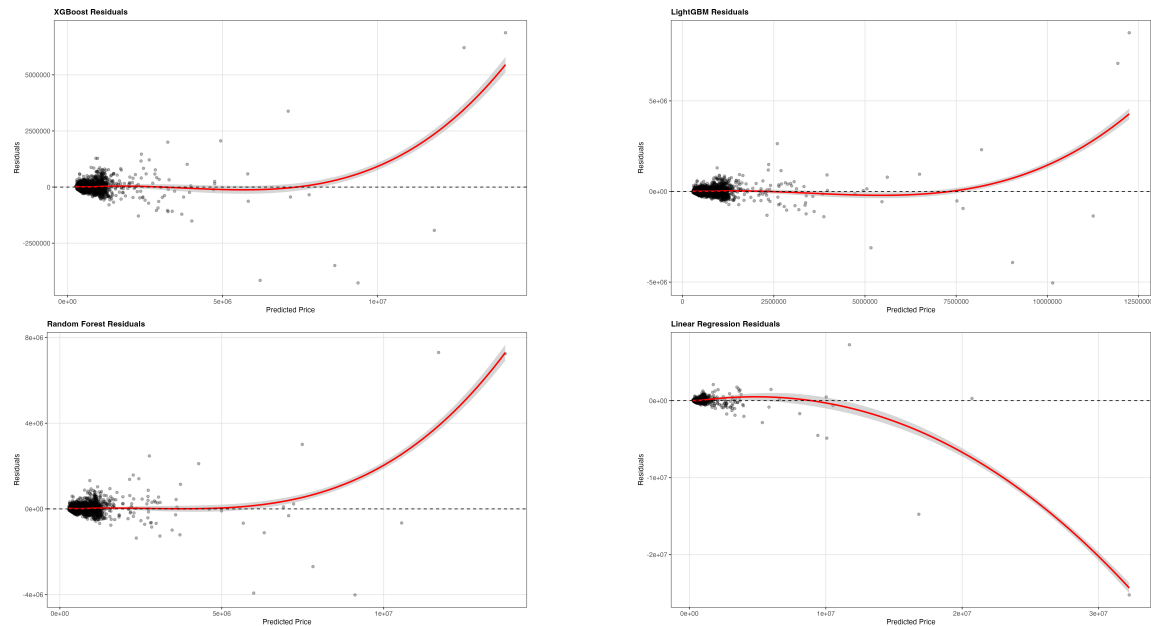 XGBoost Residuals
5000000
2500000
0
-2500000
Residuals
0e+00 5e+06 1e+07
Predicted Price
LightGBM Residuals
5e+06
0e+00
-5e+06
Residuals
0 2500000 5000000 7500000 10000000 12500000
Predicted Price
Random Forest Residuals
8e+06
4e+06
0e+00
-4e+06
Residuals
0e+00 5e+06 1e+07
Predicted Price
Linear Regression Residuals
0e+00
-1e+07
-2e+07
Residuals
0e+00 1e+07 2e+07 3e+07
Predicted Price